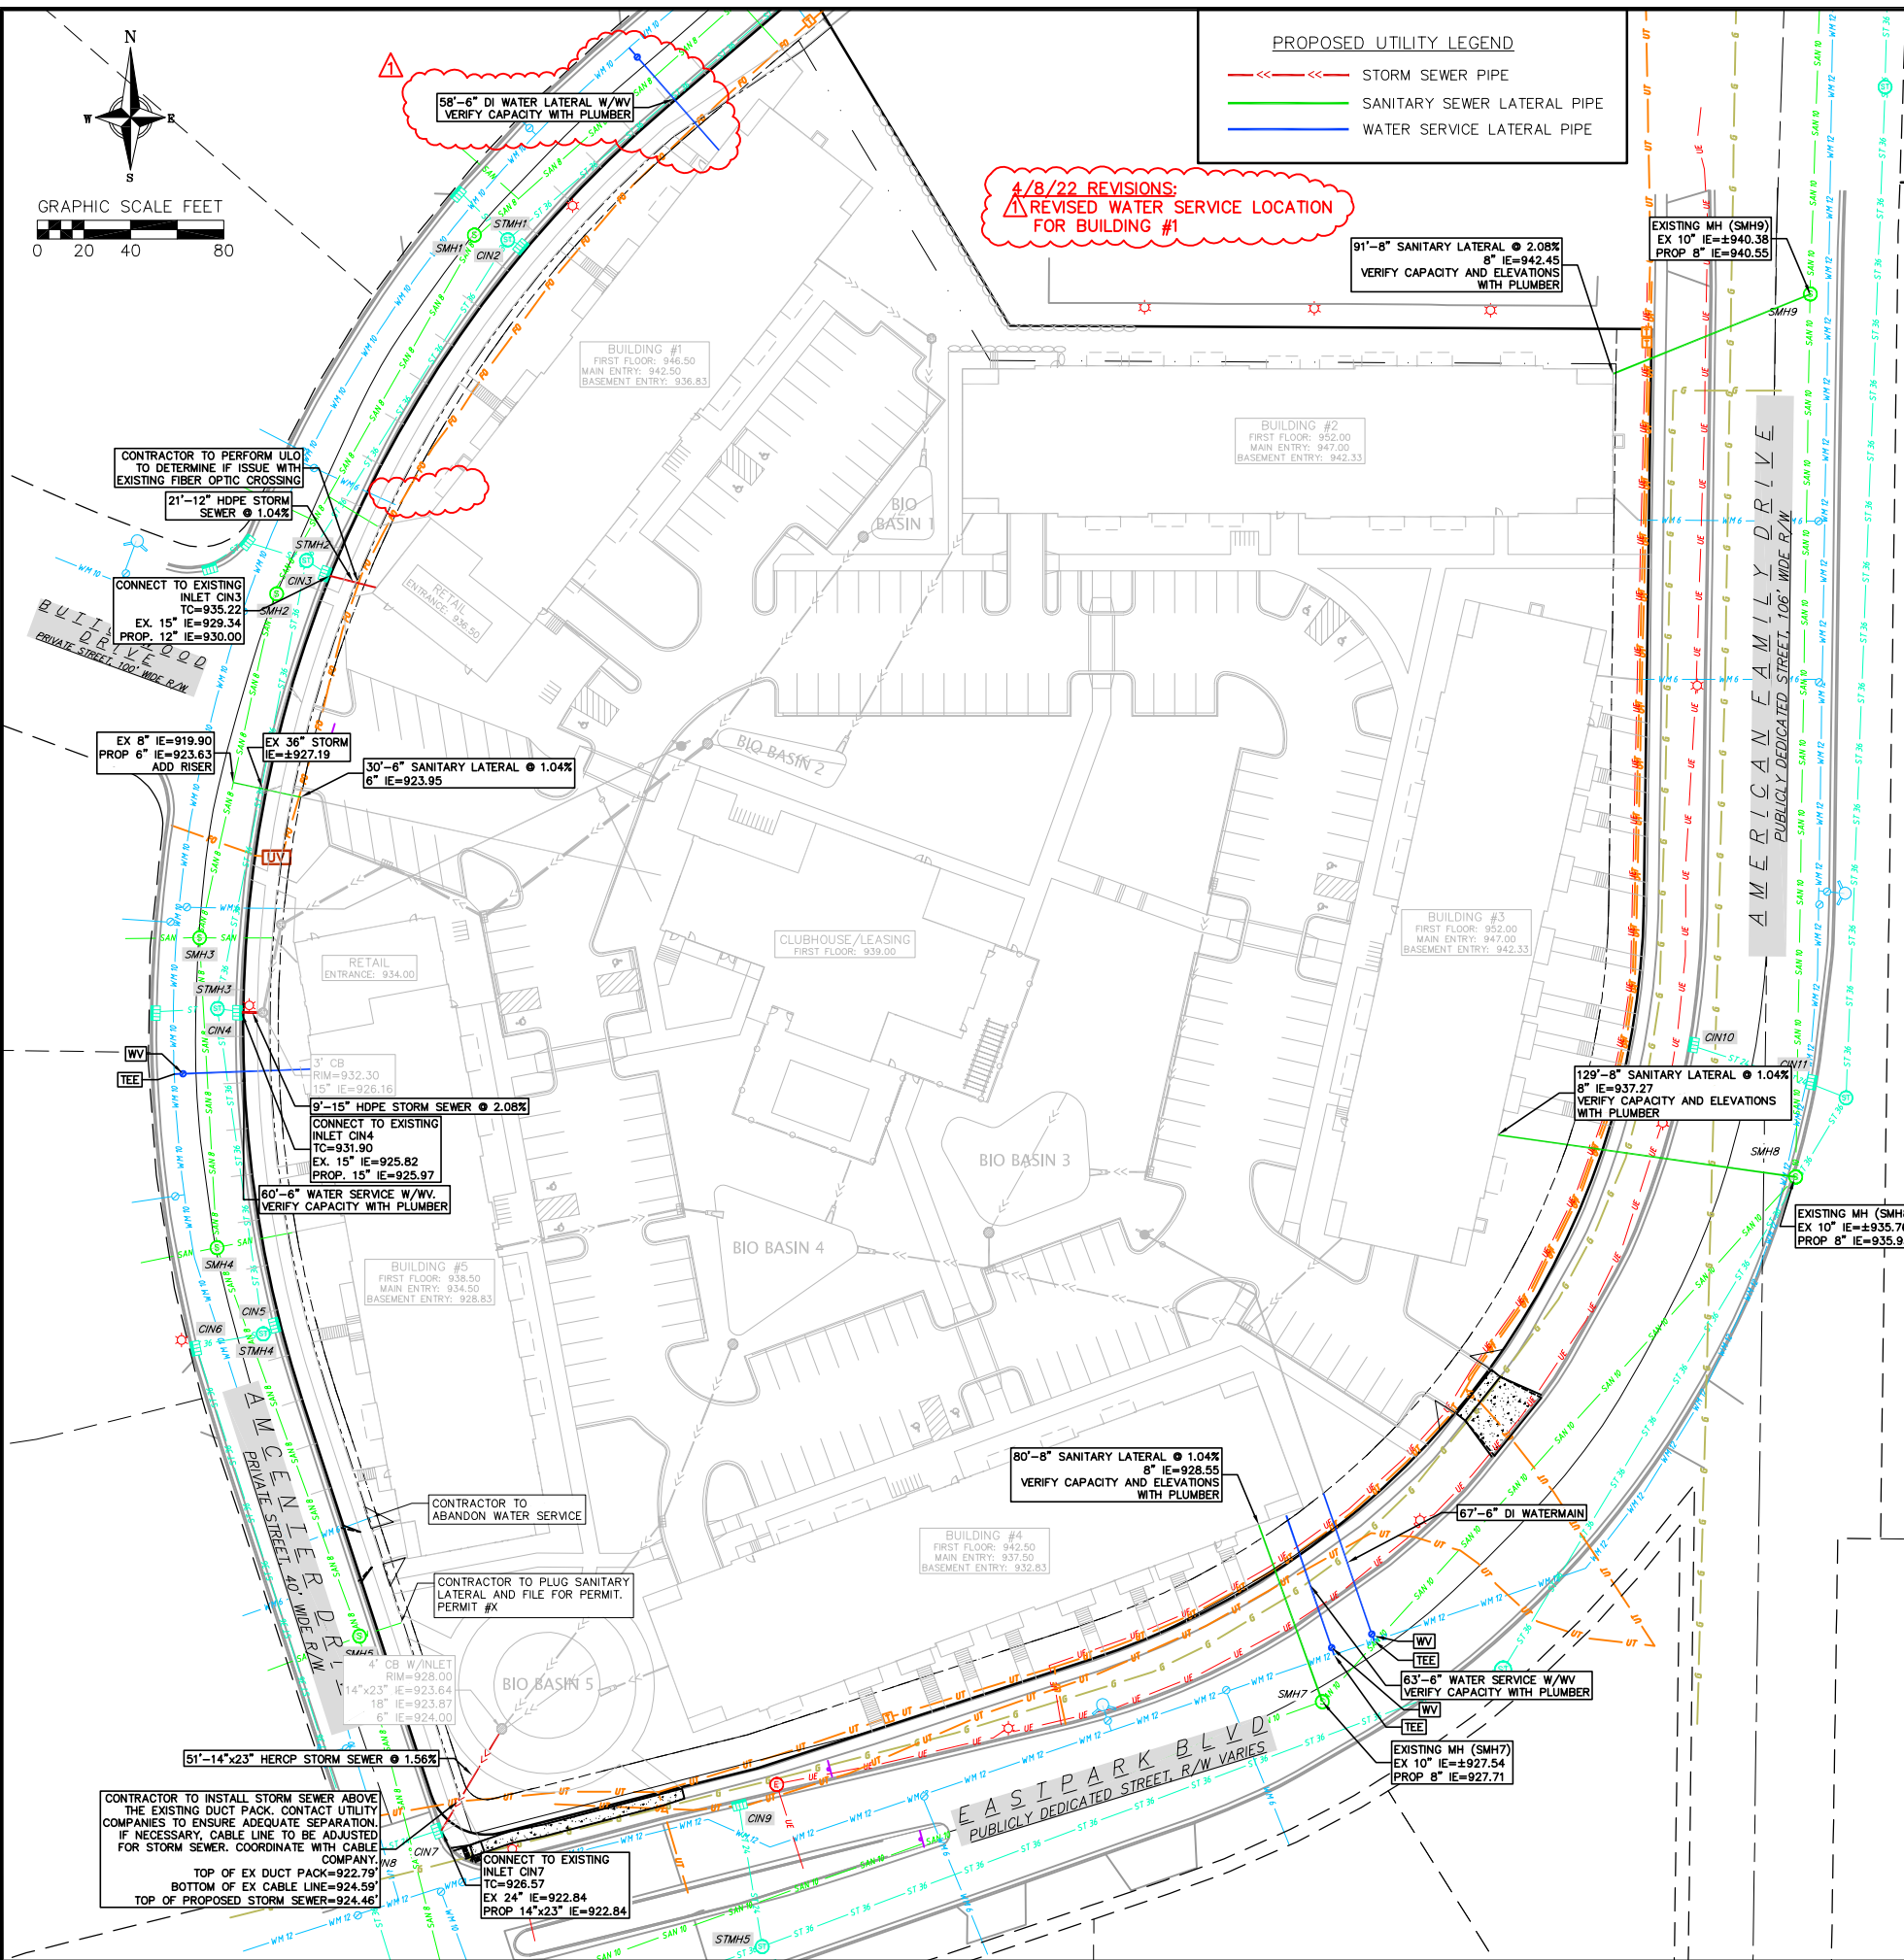 N
W
E
S
GRAPHIC SCALE FEET
0 20 40 80
1
58'-6" DI WATER LATERAL W/WV
VERIFY CAPACITY WITH PLUMBER
PROPOSED UTILITY LEGEND
STORM SEWER PIPE
SANITARY SEWER LATERAL PIPE
WATER SERVICE LATERAL PIPE
4/8/22 REVISIONS:
1 REVISED WATER SERVICE LOCATION
FOR BUILDING #1
91'-8" SANITARY LATERAL @ 2.08%
8" IE=942.45
VERIFY CAPACITY AND ELEVATIONS
WITH PLUMBER
EXISTING MH (SMH9)
EX 10" IE=±940.38
PROP 8" IE=940.55
SMH9
SMH1
STMH1
CIN2
BUILDING #1
FIRST FLOOR: 946.50
MAIN ENTRY: 942.50
BASEMENT ENTRY: 936.83
BUILDING #2
FIRST FLOOR: 952.00
MAIN ENTRY: 947.00
BASEMENT ENTRY: 942.33
CONTRACTOR TO PERFORM ULO
TO DETERMINE IF ISSUE WITH
EXISTING FIBER OPTIC CROSSING
21'-12" HDPE STORM
SEWER @ 1.04%
BIO
BASIN 1
STMH2
CIN3
SMH2
CONNECT TO EXISTING
INLET CIN3
TC=935.22
EX. 15" IE=929.34
PROP. 12" IE=930.00
RETAIL
ENTRANCE: 936.50
DRIVE
PRIVATE STREET, 100' WIDE R/W
AMERICAN FAMILY DRIVE
PUBLICLY DEDICATED STREET, 106' WIDE R/W
EX 8" IE=919.90
PROP 6" IE=923.63
ADD RISER
EX 36" STORM
IE=±927.19
30'-6" SANITARY LATERAL @ 1.04%
6" IE=923.95
BIO BASIN 2
UV
SMH3
RETAIL
ENTRANCE: 934.00
CLUBHOUSE/LEASING
FIRST FLOOR: 939.00
BUILDING #3
FIRST FLOOR: 952.00
MAIN ENTRY: 947.00
BASEMENT ENTRY: 942.33
STMH3
CIN4
WV
TEE
3' CB
RIM=932.30
15" IE=926.16
9'-15" HDPE STORM SEWER @ 2.08%
CONNECT TO EXISTING
INLET CIN4
TC=931.90
EX. 15" IE=925.82
PROP. 15" IE=925.97
60'-6" WATER SERVICE W/WV.
VERIFY CAPACITY WITH PLUMBER
CIN10
CIN11
129'-8" SANITARY LATERAL @ 1.04%
8" IE=937.27
VERIFY CAPACITY AND ELEVATIONS
WITH PLUMBER
SMH8
EXISTING MH (SMH8
EX 10" IE=±935.76
PROP 8" IE=935.9
BIO BASIN 3
BIO BASIN 4
SMH4
BUILDING #5
FIRST FLOOR: 938.50
MAIN ENTRY: 934.50
BASEMENT ENTRY: 928.83
CIN5
CIN6
STMH4
AMCENTER DRI
PRIVATE STREET, 40' WIDE R/W
80'-8" SANITARY LATERAL @ 1.04%
8" IE=928.55
VERIFY CAPACITY AND ELEVATIONS
WITH PLUMBER
67'-6" DI WATERMAIN
CONTRACTOR TO
ABANDON WATER SERVICE
BUILDING #4
FIRST FLOOR: 942.50
MAIN ENTRY: 937.50
BASEMENT ENTRY: 932.83
CONTRACTOR TO PLUG SANITARY
LATERAL AND FILE FOR PERMIT.
PERMIT #X
SMH5
4' CB W/INLET
RIM=928.00
14"x23" IE=923.64
18" IE=923.87
6" IE=924.00
BIO BASIN 5
WV
TEE
63'-6" WATER SERVICE W/WV
VERIFY CAPACITY WITH PLUMBER
WV
TEE
SMH7
EXISTING MH (SMH7)
EX 10" IE=±927.54
PROP 8" IE=927.71
51'-14"x23" HERCP STORM SEWER @ 1.56%
EASTPARK BLVD
PUBLICLY DEDICATED STREET, R/W VARIES
CONTRACTOR TO INSTALL STORM SEWER ABOVE
THE EXISTING DUCT PACK. CONTACT UTILITY
COMPANIES TO ENSURE ADEQUATE SEPARATION.
IF NECESSARY, CABLE LINE TO BE ADJUSTED
FOR STORM SEWER. COORDINATE WITH CABLE
COMPANY.
TOP OF EX DUCT PACK=922.79'
BOTTOM OF EX CABLE LINE=924.59'
TOP OF PROPOSED STORM SEWER=924.46'
CIN7
CIN9
CONNECT TO EXISTING
INLET CIN7
TC=926.57
EX 24" IE=922.84
PROP 14"x23" IE=922.84
STMH5